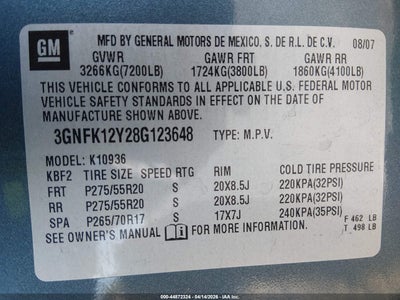 GM
MFD BY GENERAL MOTORS DE MEXICO, S. DE R.L. DE C.V. 08/07
GVWR GAWR FRT GAWR RR
3266KG(7200LB) 1724KG(3800LB) 1860KG(4100LB)
THIS VEHICLE CONFORMS TO ALL APPLICABLE U.S. FEDERAL MOTOR
VEHICLE SAFETY AND THEFT PREVENTION STANDARDS IN EFFECT ON THE DATE OF
MANUFACTURE SHOWN ABOVE.
3GNFK12Y28G123648 TYPE: M.P.V.
MODEL: K10936
KBF2 TIRE SIZE SPEED RTG RIM COLD TIRE PRESSURE
FRT P275/55R20 S 20X8.5J 220KPA(32PSI)
RR P275/55R20 S 20X8.5J 220KPA(32PSI)
SPA P265/70R17 S 17X7J 240KPA(35PSI)
F 462 LB
SEE OWNER'S MANUAL FOR MORE INFORMATION. T 498 LB
000-44872324 - 04/14/2026 - IAA Inc.